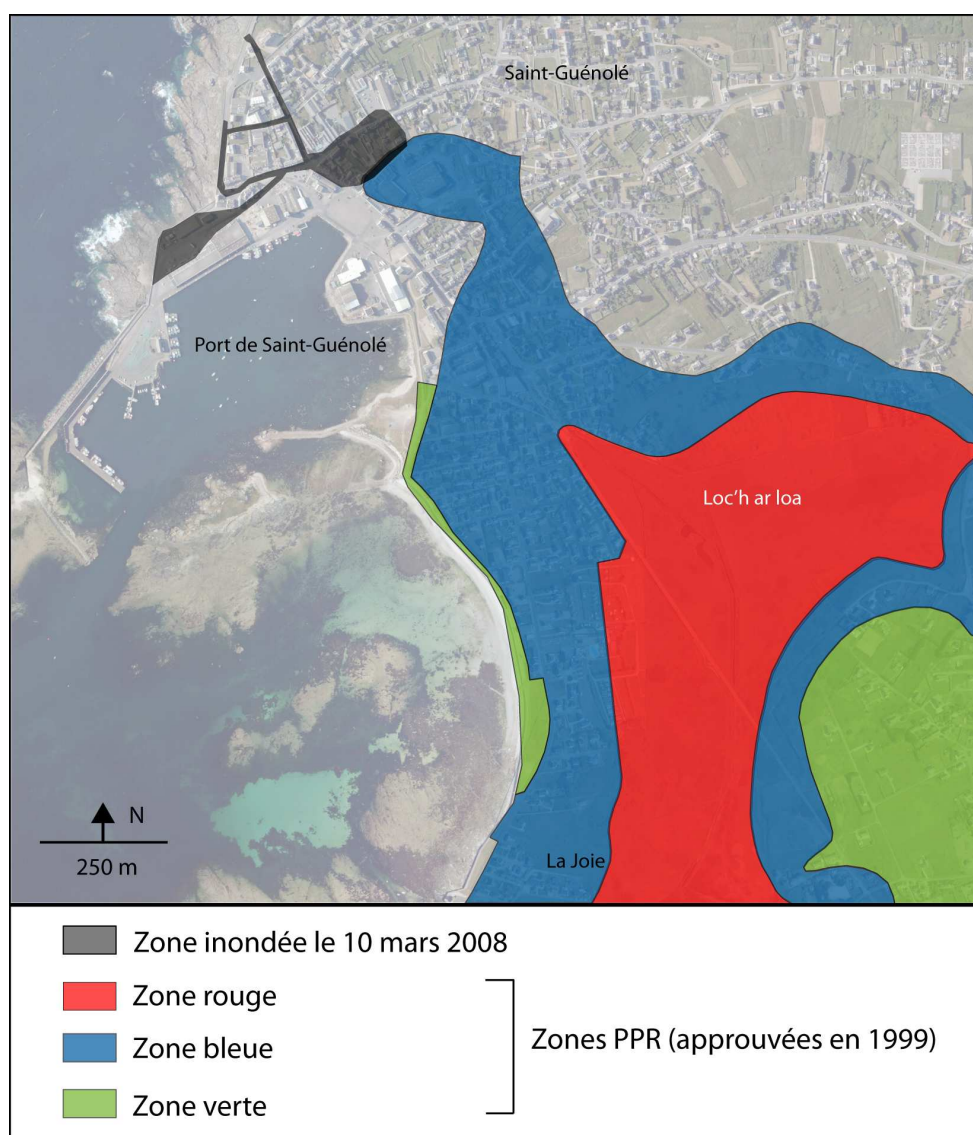 Saint-Guénolé
Port de Saint-Guénolé
Loc'h ar loa
N
250 m
La Joie
Zone inondée le 10 mars 2008
Zone rouge
Zone bleue
Zones PPR (approuvées en 1999)
Zone verte